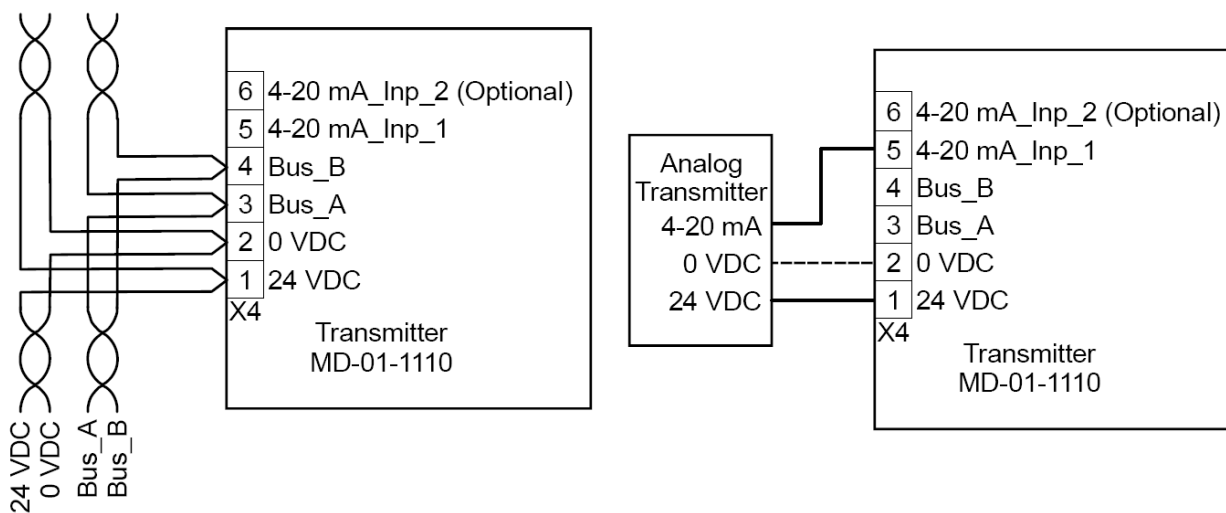 6 4-20 mA_Inp_2 (Optional)
5 4-20 mA_Inp_1
4 Bus_B
3 Bus_A
2 0 VDC
1 24 VDC
X4
Transmitter
MD-01-1110
24 VDC
0 VDC
Bus_A
Bus_B
Analog
Transmitter
4-20 mA
0 VDC
24 VDC
6 4-20 mA_Inp_2 (Optional)
5 4-20 mA_Inp_1
4 Bus_B
3 Bus_A
2 0 VDC
1 24 VDC
X4
Transmitter
MD-01-1110